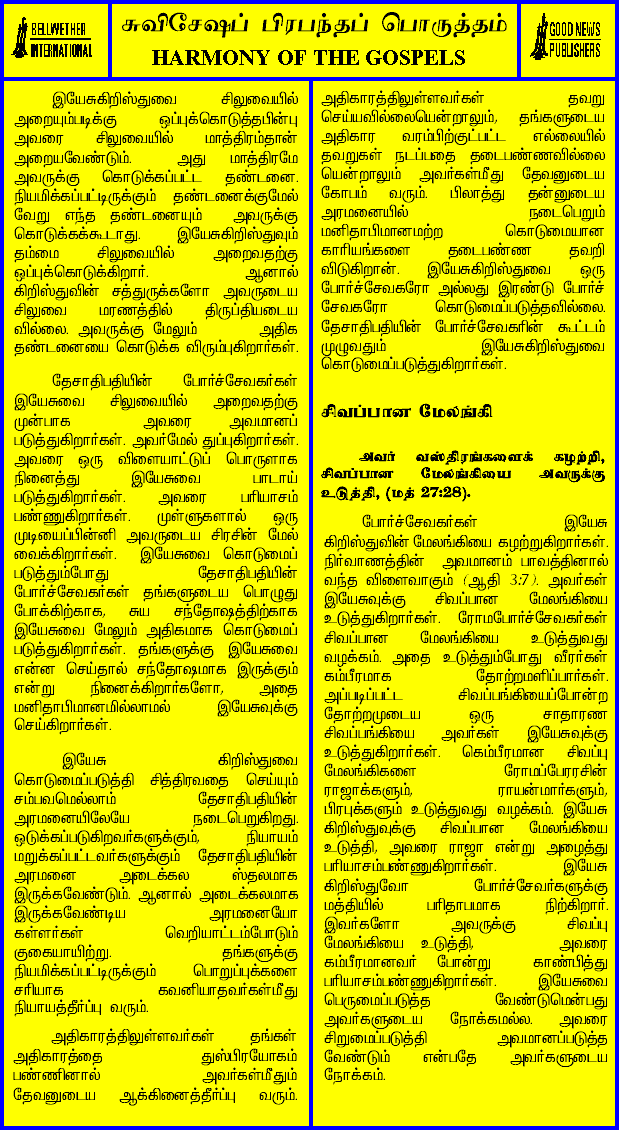 BELLWETHER
INTERNATIONAL
சுவிசேஷப் பிரபந்தப் பொருத்தம்
HARMONY OF THE GOSPELS
GOOD NEWS
PUBLISHERS
இயேசுகிறிஸ்துவை சிலுவையில்
அறையும்படிக்கு ஒப்புக்கொடுத்தபின்பு
அவரை சிலுவையில் மாத்திரம்தான்
அறையவேண்டும். அது மாத்திரமே
அவருக்கு கொடுக்கப்பட்ட தண்டனை.
நியமிக்கப்பட்டிருக்கும் தண்டனைக்குமேல்
வேறு எந்த தண்டனையும் அவருக்கு
கொடுக்கக்கூடாது. இயேசுகிறிஸ்துவும்
தம்மை சிலுவையில் அறைவதற்கு
ஒப்புக்கொடுக்கிறார். ஆனால்
கிறிஸ்துவின் சத்துருக்களோ அவருடைய
சிலுவை மரணத்தில் திருப்தியடைய
வில்லை. அவருக்கு மேலும் அதிக
தண்டனையை கொடுக்க விரும்புகிறார்கள்.
தேசாதிபதியின் போர்ச்சேவகர்கள்
இயேசுவை சிலுவையில் அறைவதற்கு
முன்பாக அவரை அவமானப்
படுத்துகிறார்கள். அவர்மேல் துப்புகிறார்கள்.
அவரை ஒரு விளையாட்டுப் பொருளாக
நினைத்து இயேசுவை பாடாய்
படுத்துகிறார்கள். அவரை பரியாசம்
பண்ணுகிறார்கள். முள்ளுகளால் ஒரு
முடியைப்பின்னி அவருடைய சிரசின் மேல்
வைக்கிறார்கள். இயேசுவை கொடுமைப்
படுத்தும்போது தேசாதிபதியின்
போர்ச்சேவகர்கள் தங்களுடைய பொழுது
போக்கிற்காக, சுய சந்தோஷத்திற்காக
இயேசுவை மேலும் அதிகமாக கொடுமைப்
படுத்துகிறார்கள். தங்களுக்கு இயேசுவை
என்ன செய்தால் சந்தோஷமாக இருக்கும்
என்று நினைக்கிறார்களோ, அதை
மனிதாபிமானமில்லாமல் இயேசுவுக்கு
செய்கிறார்கள்.
இயேசு கிறிஸ்துவை
கொடுமைப்படுத்தி சித்திரவதை செய்யும்
சம்பவமெல்லாம் தேசாதிபதியின்
அரமனையிலேயே நடைபெறுகிறது.
ஒடுக்கப்படுகிறவர்களுக்கும், நியாயம்
மறுக்கப்பட்டவர்களுக்கும் தேசாதிபதியின்
அரமனை அடைக்கல ஸ்தலமாக
இருக்கவேண்டும். ஆனால் அடைக்கலமாக
இருக்கவேண்டிய அரமனையோ
கள்ளர்கள் வெறியாட்டம்போடும்
குகையாயிற்று. தங்களுக்கு
நியமிக்கப்பட்டிருக்கும் பொறுப்புக்களை
சரியாக கவனியாதவர்கள்மீது
நியாயத்தீர்ப்பு வரும்.
அதிகாரத்திலுள்ளவர்கள் தங்கள்
அதிகாரத்தை துஸ்பிரயோகம்
பண்ணினால் அவர்கள்மீதும்
தேவனுடைய ஆக்கினைத்தீர்ப்பு வரும்.
அதிகாரத்திலுள்ளவர்கள் தவறு
செய்யவில்லையென்றாலும், தங்களுடைய
அதிகார வரம்பிற்குட்பட்ட எல்லையில்
தவறுகள் நடப்பதை தடைபண்ணவில்லை
யென்றாலும் அவர்கள்மீது தேவனுடைய
கோபம் வரும். பிலாத்து தன்னுடைய
அரமனையில் நடைபெறும்
மனிதாபிமானமற்ற கொடுமையான
காரியங்களை தடைபண்ண தவறி
விடுகிறான். இயேசுகிறிஸ்துவை ஒரு
போர்ச்சேவகரோ அல்லது இரண்டு போர்ச்
சேவகரோ கொடுமைப்படுத்தவில்லை.
தேசாதிபதியின் போர்ச்சேவகரின் கூட்டம்
முழுவதும் இயேசுகிறிஸ்துவை
கொடுமைப்படுத்துகிறார்கள்.
சிவப்பான மேலங்கி
அவர் வஸ்திரங்களைக் கழற்றி,
சிவப்பான மேலங்கியை அவருக்கு
உடுத்தி, (மத் 27:28).
போர்ச்சேவகர்கள் இயேசு
கிறிஸ்துவின் மேலங்கியை கழற்றுகிறார்கள்.
நிர்வாணத்தின் அவமானம் பாவத்தினால்
வந்த விளைவாகும் (ஆதி 3:7). அவர்கள்
இயேசுவுக்கு சிவப்பான மேலங்கியை
உடுத்துகிறார்கள். ரோமபோர்ச்சேவகர்கள்
சிவப்பான மேலங்கியை உடுத்துவது
வழக்கம். அதை உடுத்தும்போது வீரர்கள்
கம்பீரமாக தோற்றமளிப்பார்கள்.
அப்படிப்பட்ட சிவப்பங்கியைப்போன்ற
தோற்றமுடைய ஒரு சாதாரண
சிவப்பங்கியை அவர்கள் இயேசுவுக்கு
உடுத்துகிறார்கள். கெம்பீரமான சிவப்பு
மேலங்கிகளை ரோமப்பேரரசின்
ராஜாக்களும், ராயன்மார்களும்,
பிரபுக்களும் உடுத்துவது வழக்கம். இயேசு
கிறிஸ்துவுக்கு சிவப்பான மேலங்கியை
உடுத்தி, அவரை ராஜா என்று அழைத்து
பரியாசம்பண்ணுகிறார்கள். இயேசு
கிறிஸ்துவோ போர்ச்சேவர்களுக்கு
மத்தியில் பரிதாபமாக நிற்கிறார்.
இவர்களோ அவருக்கு சிவப்பு
மேலங்கியை உடுத்தி, அவரை
கம்பீரமானவர் போன்று காண்பித்து
பரியாசம்பண்ணுகிறார்கள். இயேசுவை
பெருமைப்படுத்த வேண்டுமென்பது
அவர்களுடைய நோக்கமல்ல. அவரை
சிறுமைப்படுத்தி அவமானப்படுத்த
வேண்டும் என்பதே அவர்களுடைய
நோக்கம்.